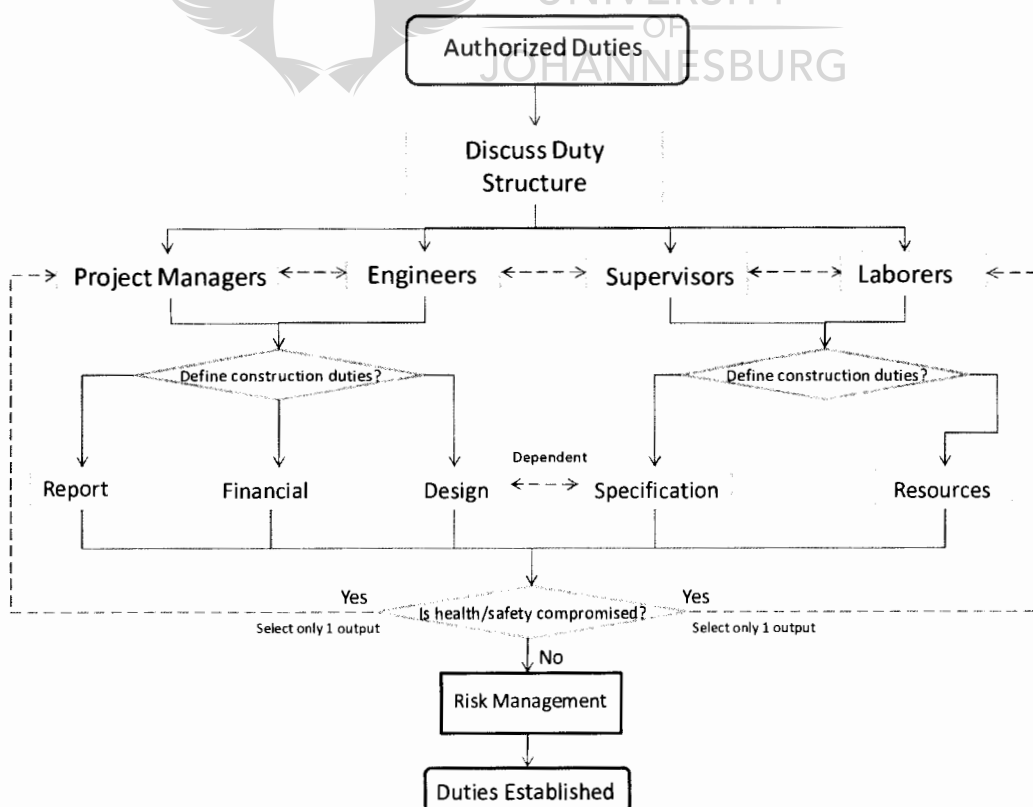 UNIVERSITY
OF
JOHANNESBURG
Authorized Duties
Discuss Duty
Structure
Project Managers
Engineers
Supervisors
Laborers
Define construction duties?
Define construction duties?
Dependent
Report
Financial
Design
Specification
Resources
Yes
Is health/safety compromised?
Yes
Select only 1 output
Select only 1 output
No
Risk Management
Duties Established